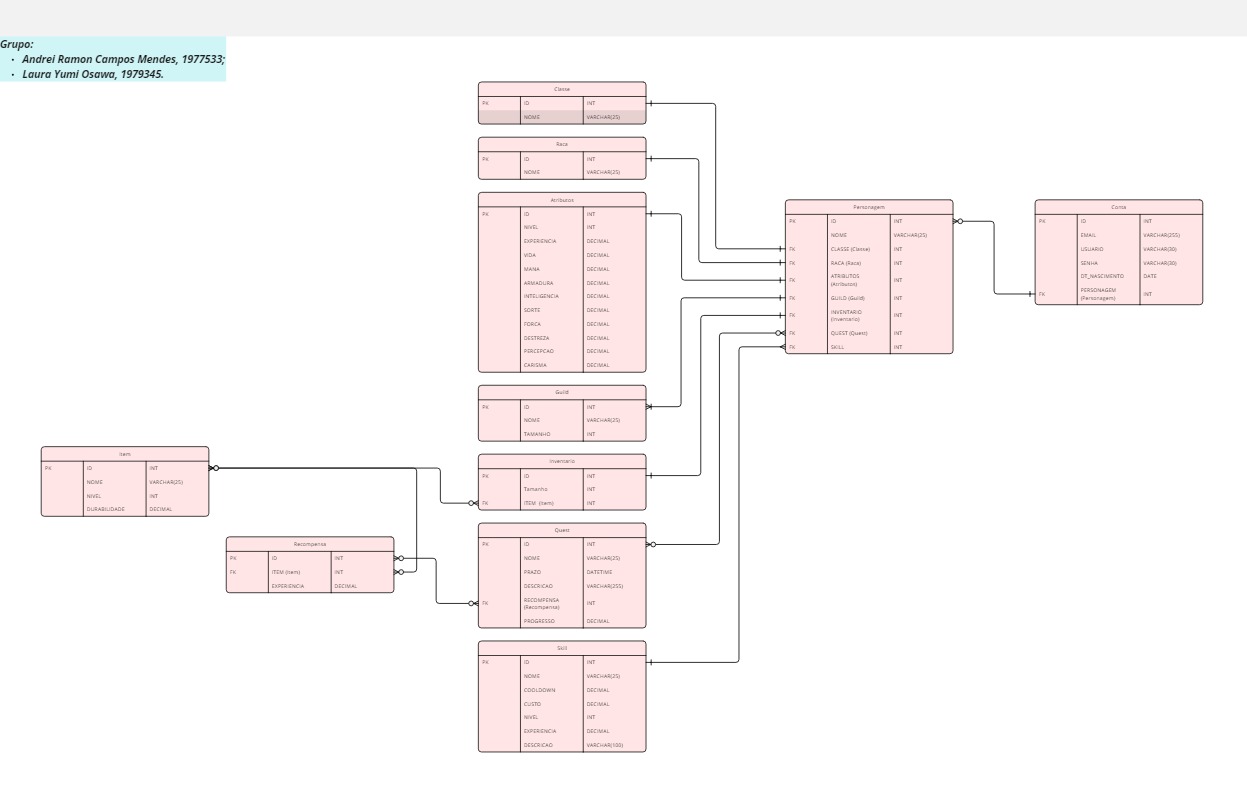 Grupo:
• Andrei Ramon Campos Mendes, 1977533;
• Laura Yumi Osawa, 1979345.
Classe
PK ID INT
NOME VARCHAR(25)
Raca
PK ID INT
NOME VARCHAR(25)
Atributos
PK ID INT
NIVEL INT
EXPERIENCIA DECIMAL
VIDA DECIMAL
MANA DECIMAL
ARMADURA DECIMAL
INTELIGENCIA DECIMAL
SORTE DECIMAL
FORCA DECIMAL
DESTREZA DECIMAL
PERCEPCAO DECIMAL
CARISMA DECIMAL
Guild
PK ID INT
NOME VARCHAR(25)
TAMANHO INT
Inventario
PK ID INT
Tamanho INT
FK ITEM (Item) INT
Quest
PK ID INT
NOME VARCHAR(25)
PRAZO DATETIME
DESCRICAO VARCHAR(255)
FK RECOMPENSA INT
(Recompensa)
PROGRESSO DECIMAL
Skill
PK ID INT
NOME VARCHAR(25)
COOLDOWN DECIMAL
CUSTO DECIMAL
NIVEL INT
EXPERIENCIA DECIMAL
DESCRICAO VARCHAR(100)
Item
PK ID INT
NOME VARCHAR(25)
NIVEL INT
DURABILIDADE DECIMAL
Recompensa
PK ID INT
FK ITEM (Item) INT
EXPERIENCIA DECIMAL
Personagem
PK ID INT
NOME VARCHAR(25)
FK CLASSE (Classe) INT
FK RACA (Raca) INT
FK ATRIBUTOS INT
(Atributos)
FK GUILD (Guild) INT
FK INVENTARIO INT
(Inventario)
FK QUEST (Quest) INT
FK SKILL INT
Conta
PK ID INT
EMAIL VARCHAR(255)
USUARIO VARCHAR(30)
SENHA VARCHAR(30)
DT_NASCIMENTO DATE
FK PERSONAGEM INT
(Personagem)